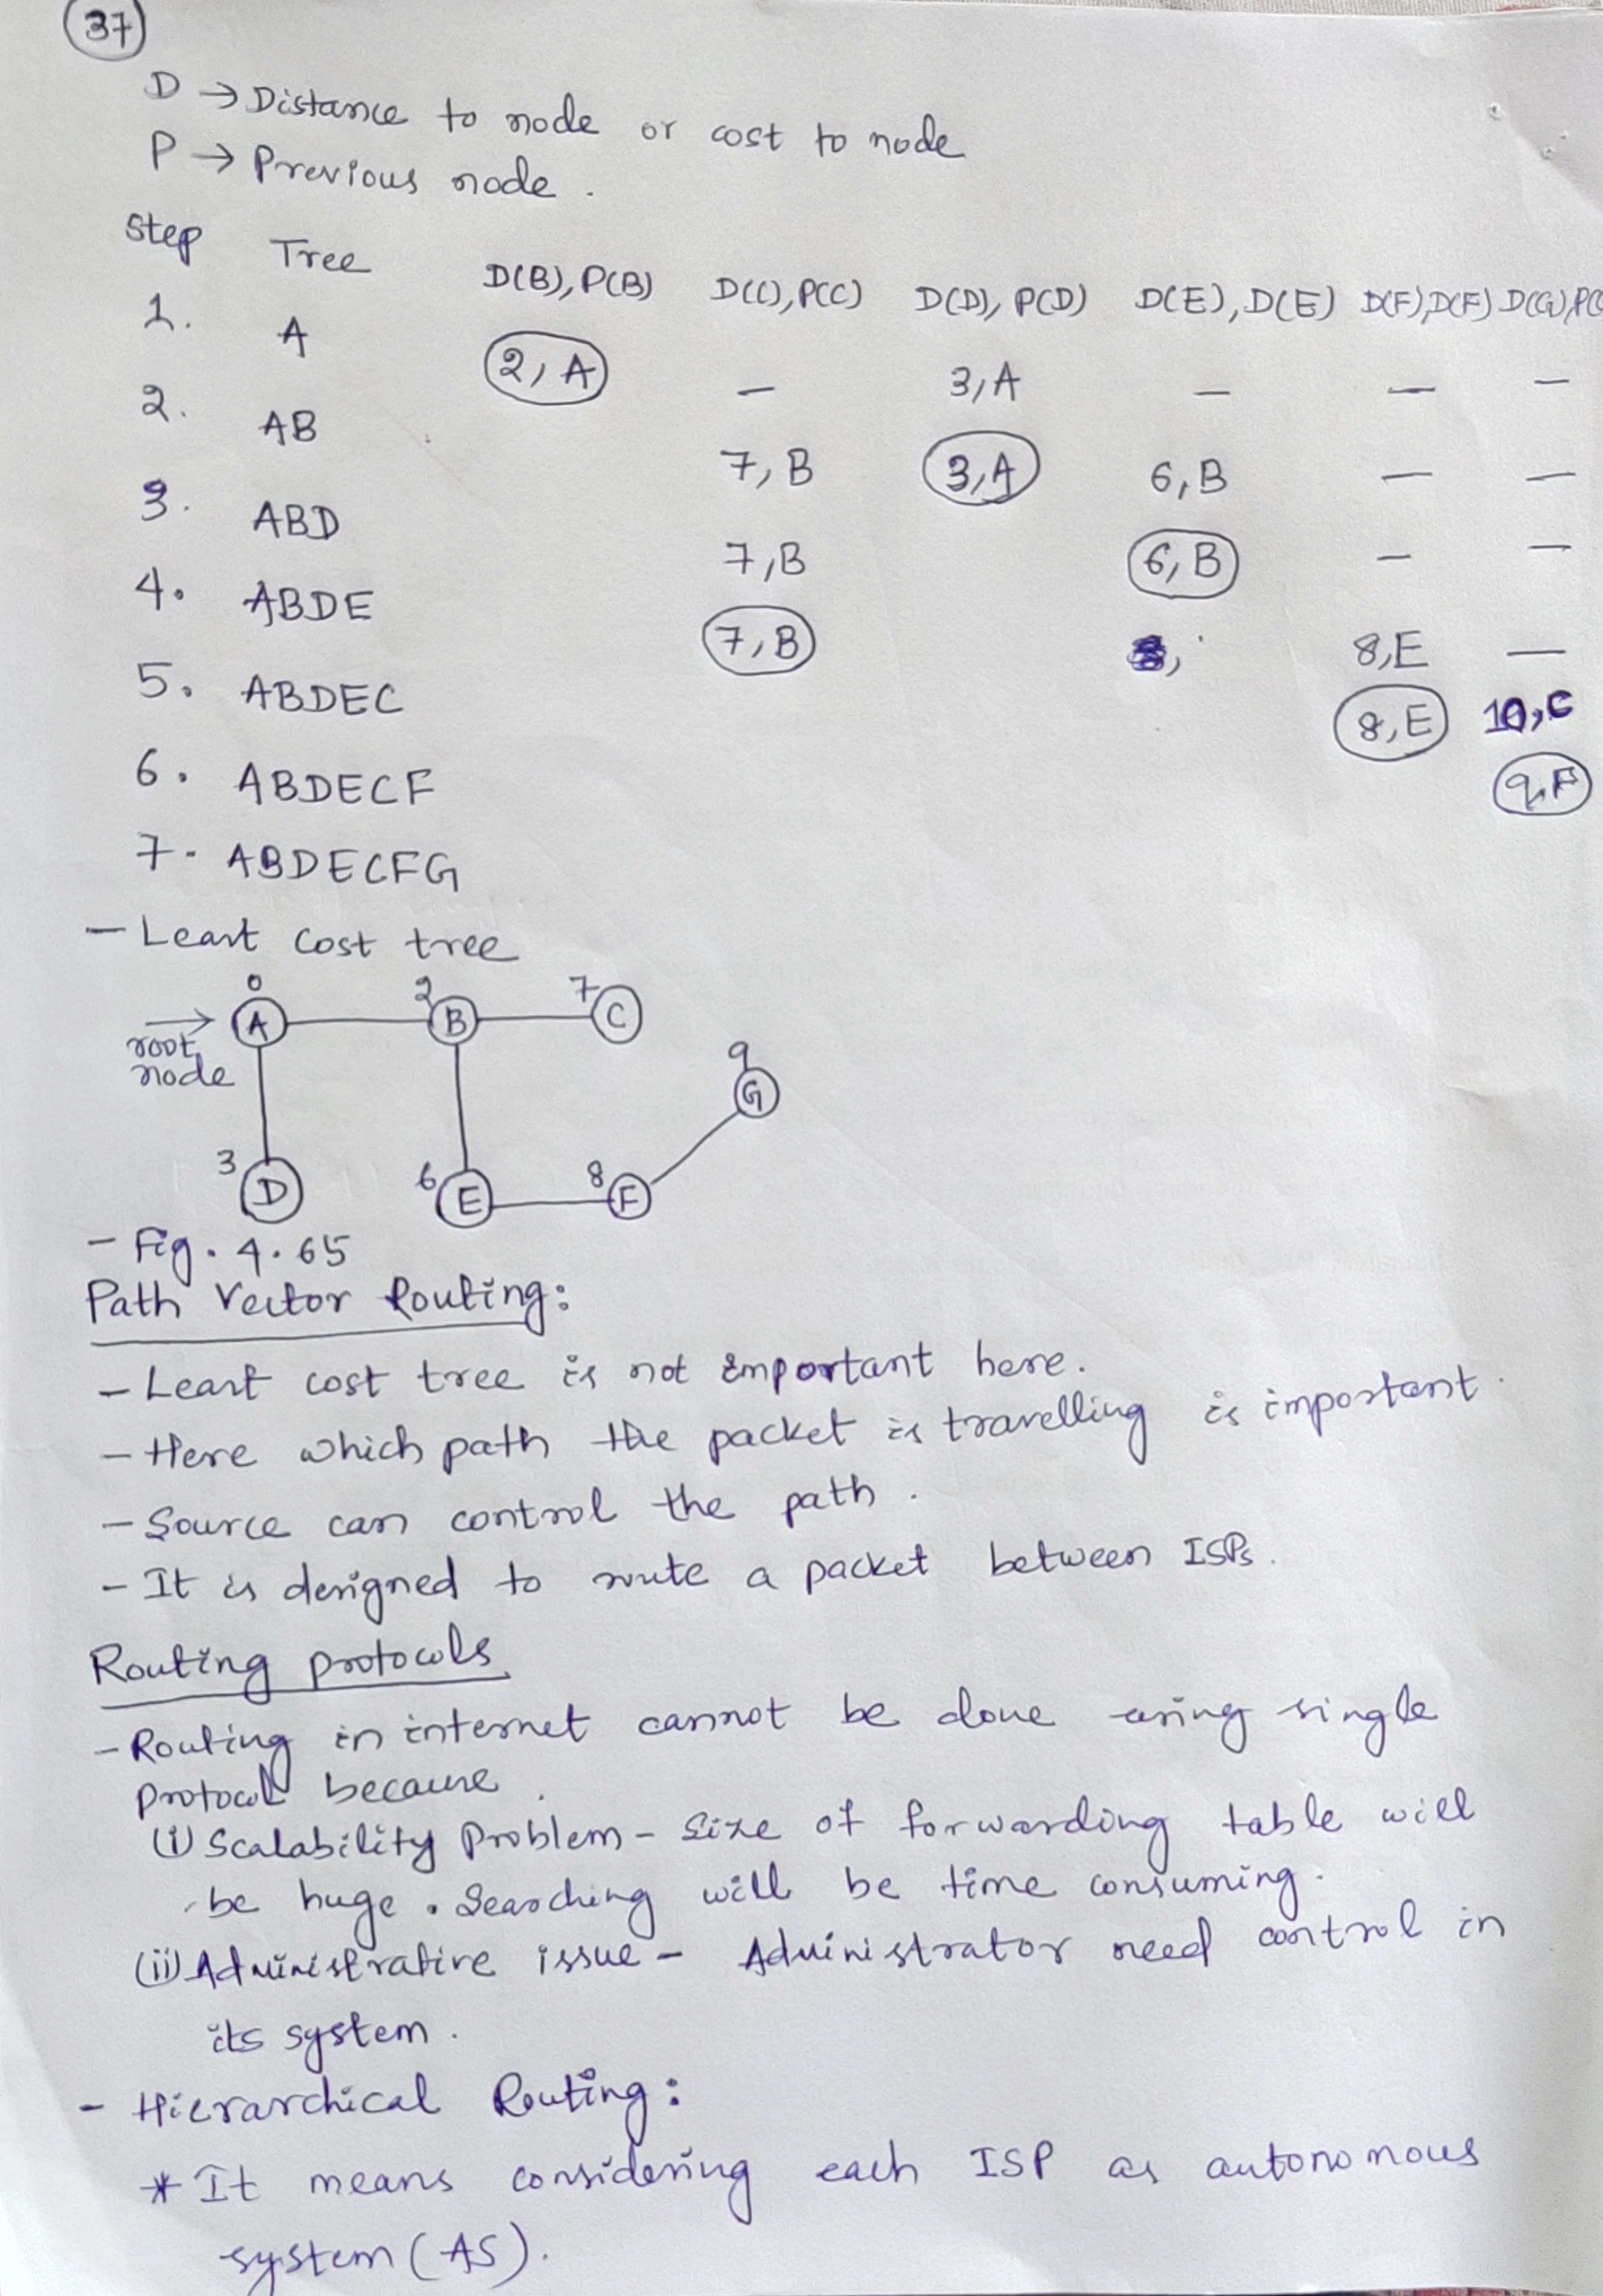 37
D → Distance to node or cost to node
P → Previous node.
Step Tree D(B), P(B) D(C), P(C) D(D), P(D) D(E), D(E) D(F), D(F) D(G), P(
1. A 2, A — 3, A — — —
2. AB 7, B 3, A 6, B — —
3. ABD 7, B 6, B — —
4. ABDE 7, B 8, E —
5. ABDEC 8, E 10, C
6. ABDECF 9, F
7. ABDECFG
- Least cost tree
0 2 7
A B C
root node
9
G
3 6 8
D E F
- Fig. 4.65
Path Vector Routing:
- Least cost tree is not important here.
- Here which path the packet is travelling is important.
- Source can control the path.
- It is designed to route a packet between ISPs.
Routing protocols
- Routing in internet cannot be done using single
protocol because.
(i) Scalability Problem - Size of forwarding table will
be huge. Searching will be time consuming.
(ii) Administrative issue - Administrator need control in
its system.
- Hierarchical Routing:
* It means considering each ISP as autonomous
system (AS).